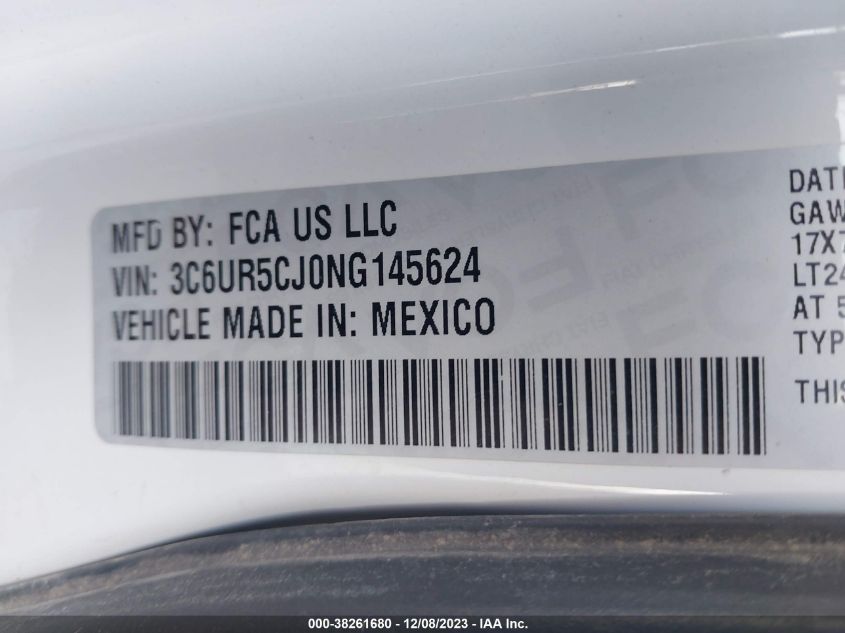 MFD BY: FCA US LLC
VIN: 3C6UR5CJ0NG145624
VEHICLE MADE IN: MEXICO
DATE
GAW
17X7
LT24
AT 5
TYP
THIS
000-38261680 - 12/08/2023 - IAA Inc.